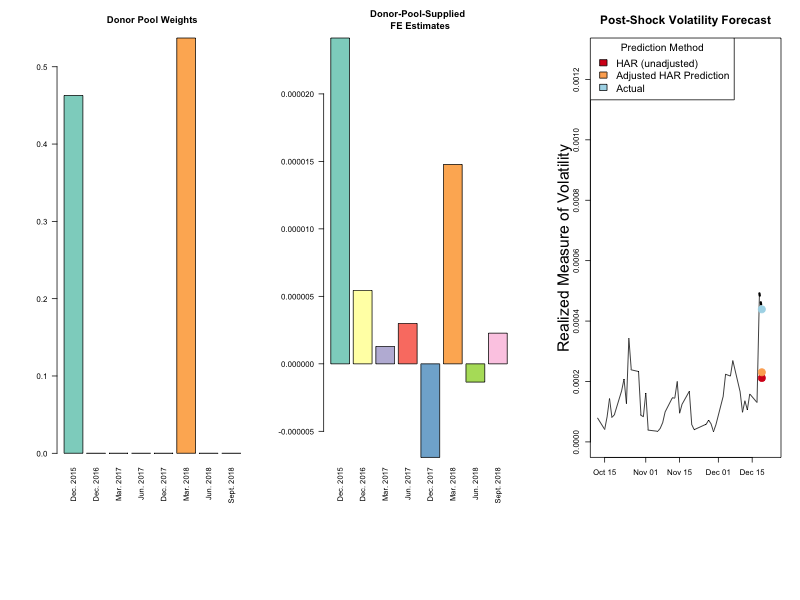 Donor Pool Weights
0.5
0.4
0.3
0.2
0.1
0.0
Dec. 2015
Dec. 2016
Mar. 2017
Jun. 2017
Dec. 2017
Mar. 2018
Jun. 2018
Sept. 2018
Donor-Pool-Supplied
FE Estimates
0.000020
0.000015
0.000010
0.000005
0.000000
-0.000005
Dec. 2015
Dec. 2016
Mar. 2017
Jun. 2017
Dec. 2017
Mar. 2018
Jun. 2018
Sept. 2018
Post-Shock Volatility Forecast
Prediction Method
HAR (unadjusted)
Adjusted HAR Prediction
Actual
Realized Measure of Volatility
0.0012
0.0010
0.0008
0.0006
0.0004
0.0002
0.0000
Oct 15
Nov 01
Nov 15
Dec 01
Dec 15